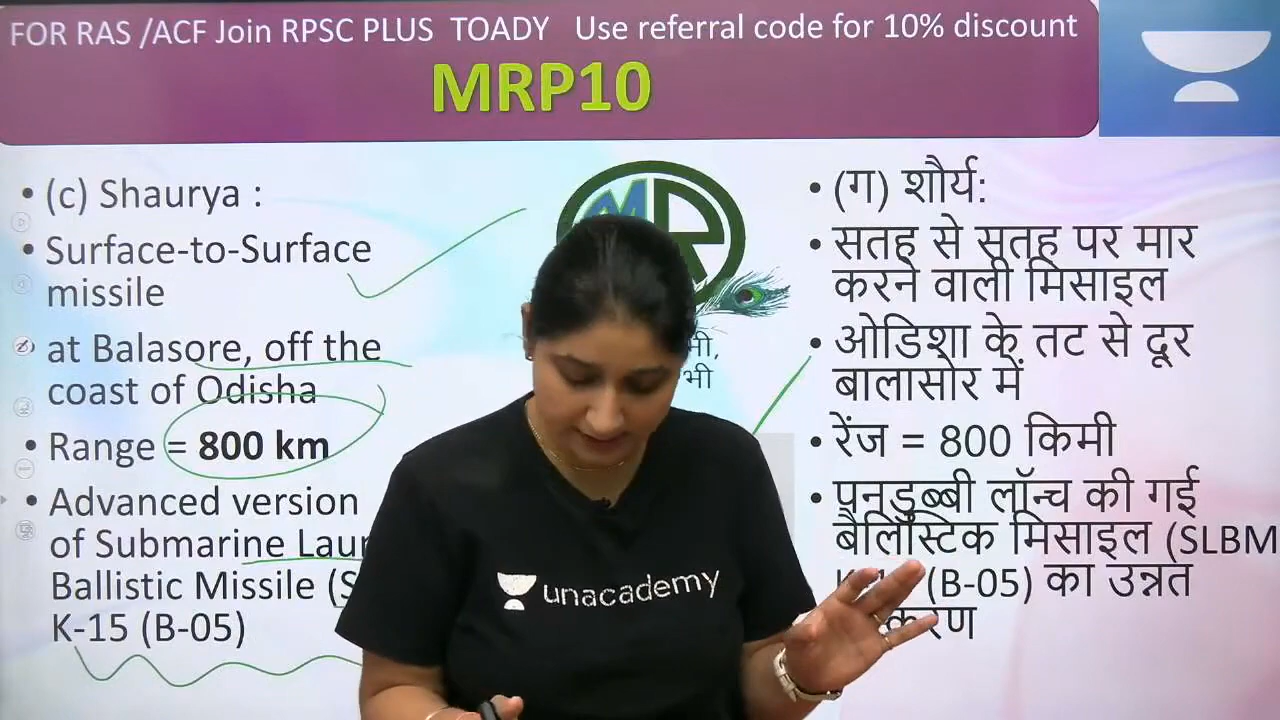 FOR RAS /ACF Join RPSC PLUS TOADY Use referral code for 10% discount
MRP10
• (c) Shaurya :
• Surface-to-Surface
missile
at Balasore, off the
coast of Odisha
• Range = 800 km
• Advanced version
of Submarine
Ballistic Missile
K-15 (B-05)
R
मी,
भी
• (ग) शौर्य:
• सतह से सतह पर मार
करने वाली मिसाइल
• ओडिशा के तट से दूर
बालासोर में
• रेंज = 800 किमी
• पनडुब्बी लॉन्च की गई
बैलिस्टिक मिसाइल (SLBM
(B-05) का उन्नत
unacademy